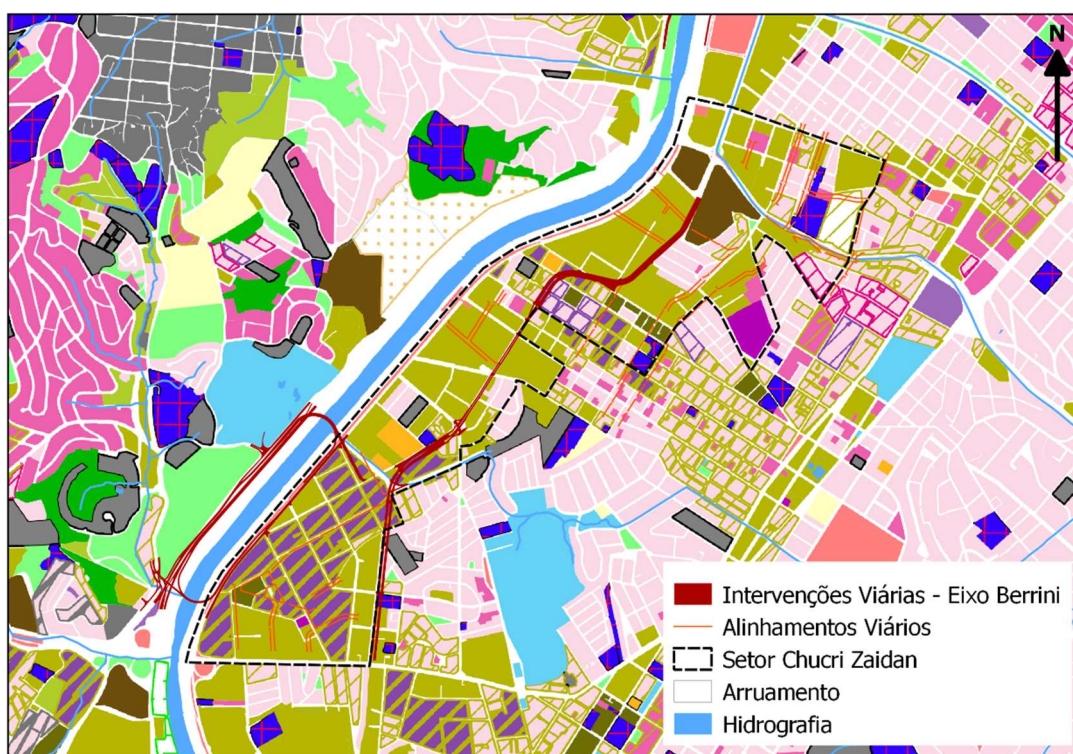 N
Intervenções Viárias - Eixo Berrini
Alinhamentos Viários
Setor Chucri Zaidan
Arruamento
Hidrografia